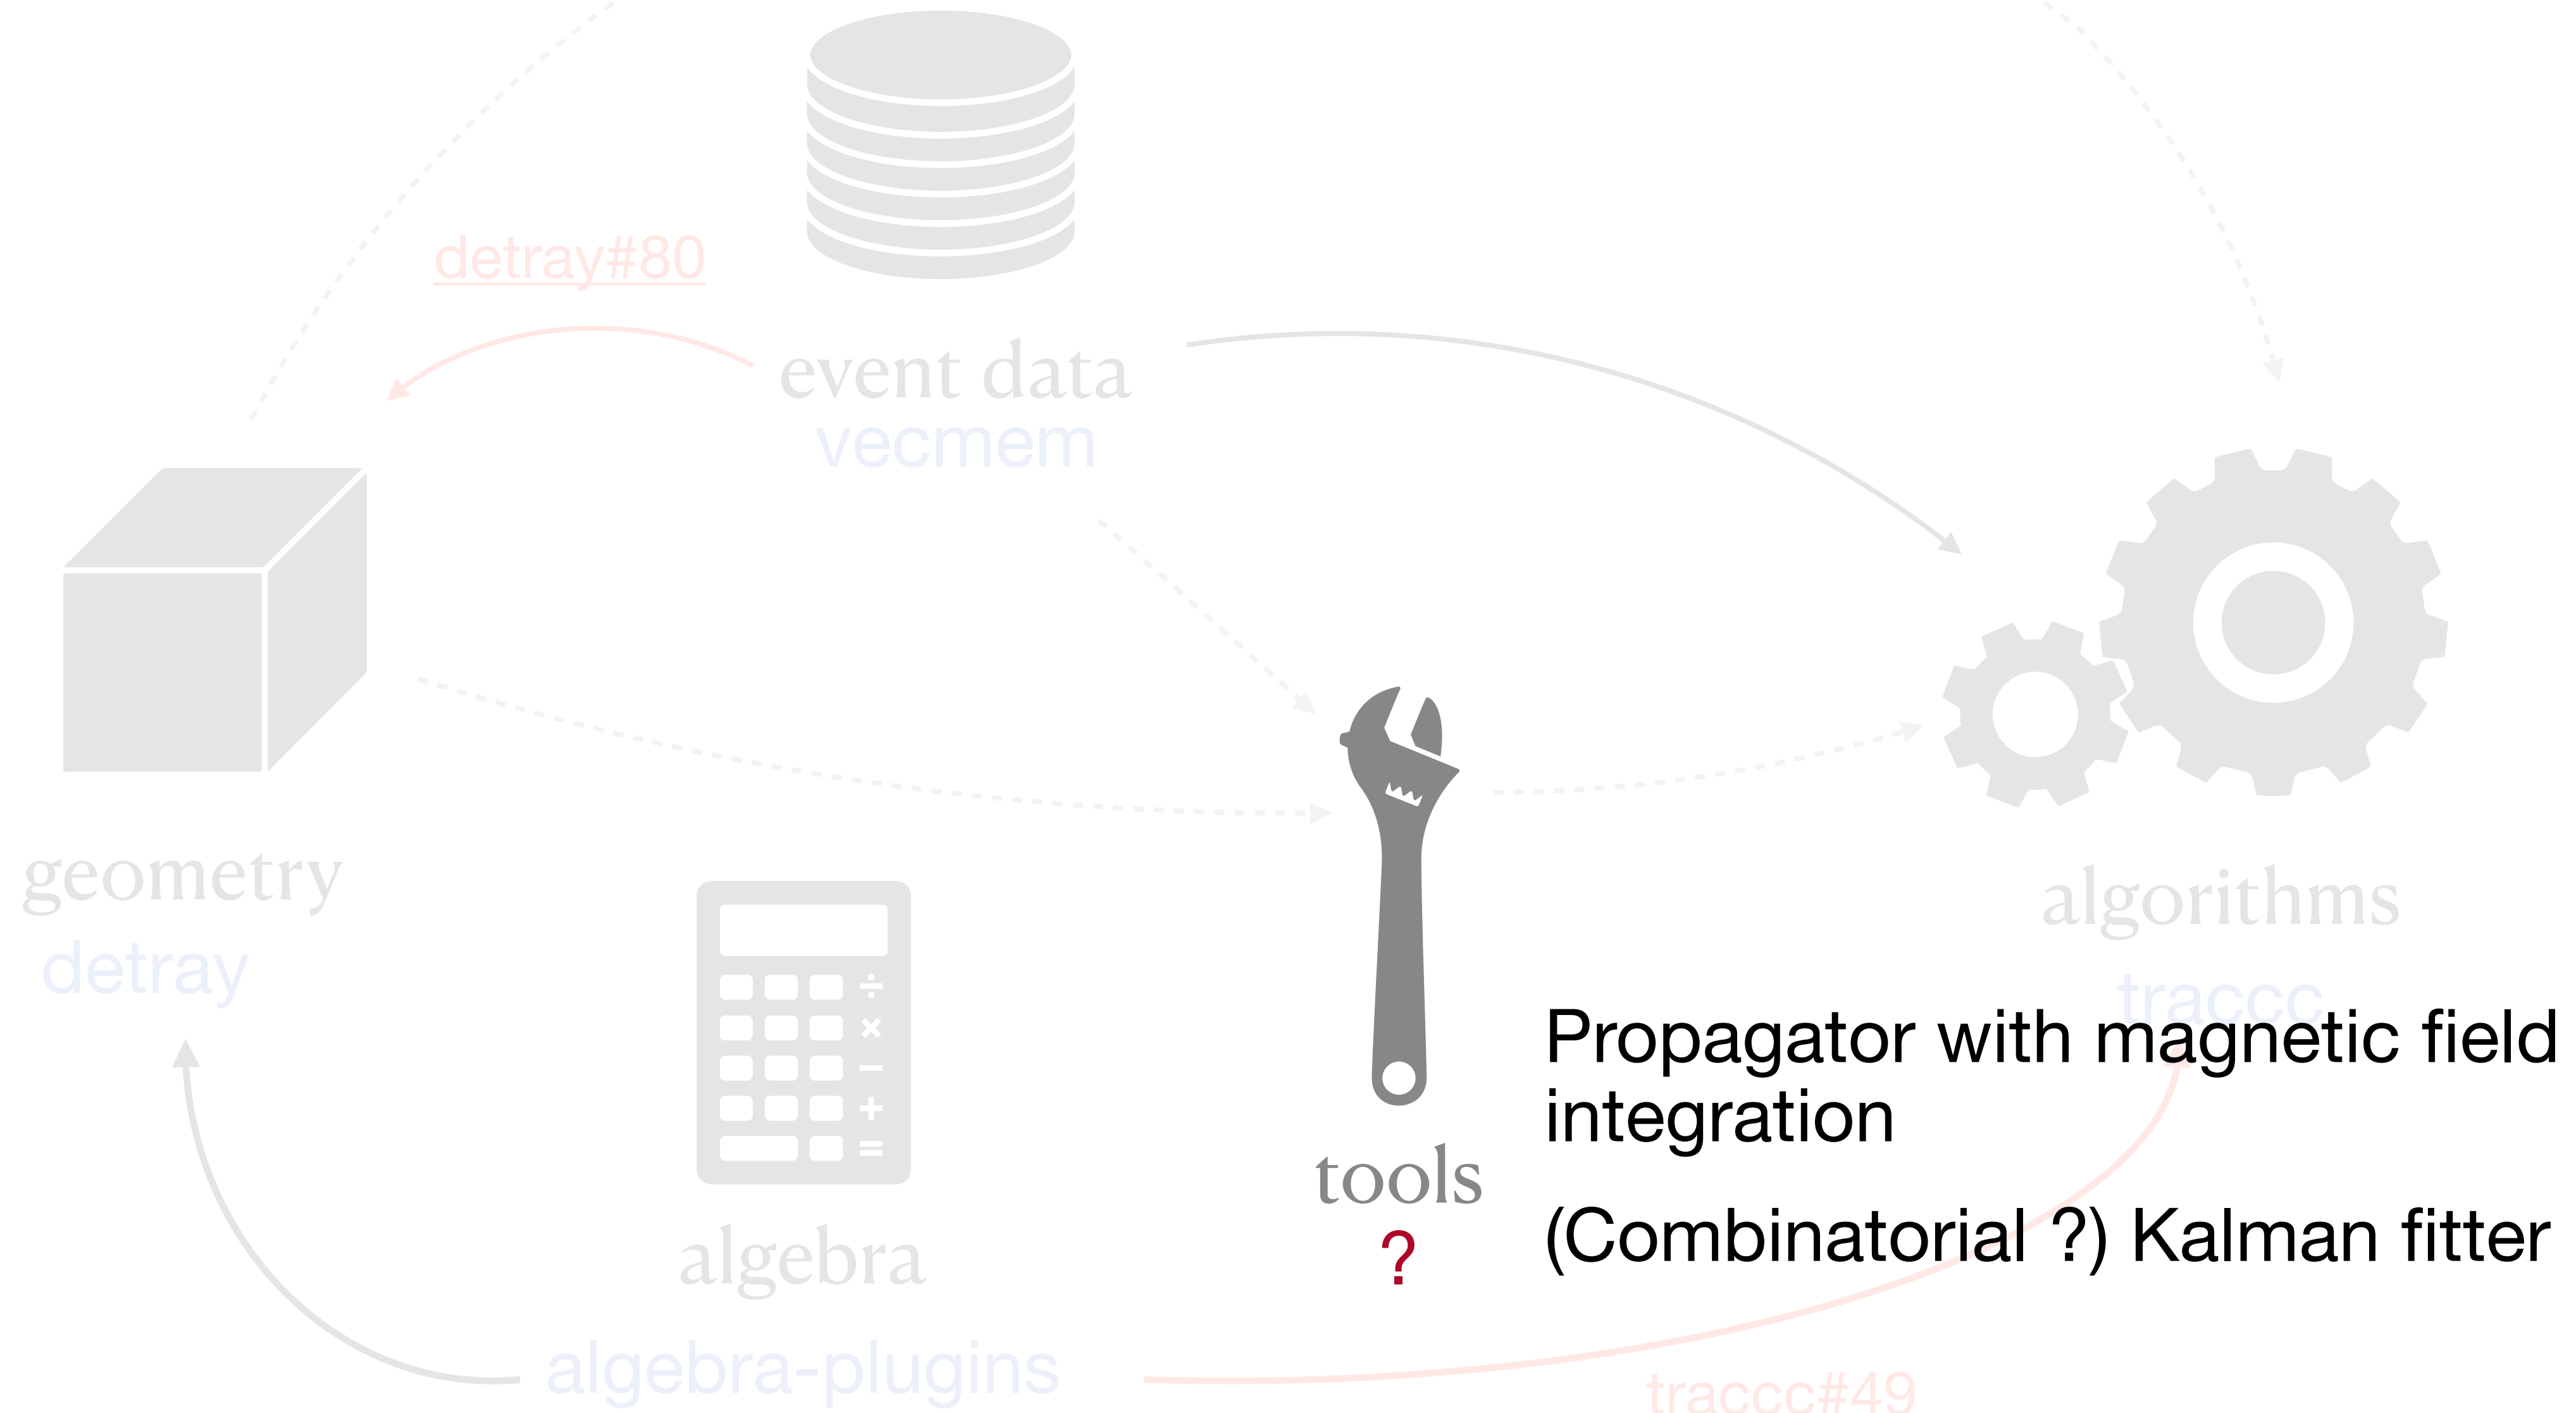 detray#80
event data
vecmem
geometry
detray
algorithms
traccc
Propagator with magnetic field
integration
tools
?
(Combinatorial ?) Kalman fitter
algebra
algebra-plugins
traccc#49